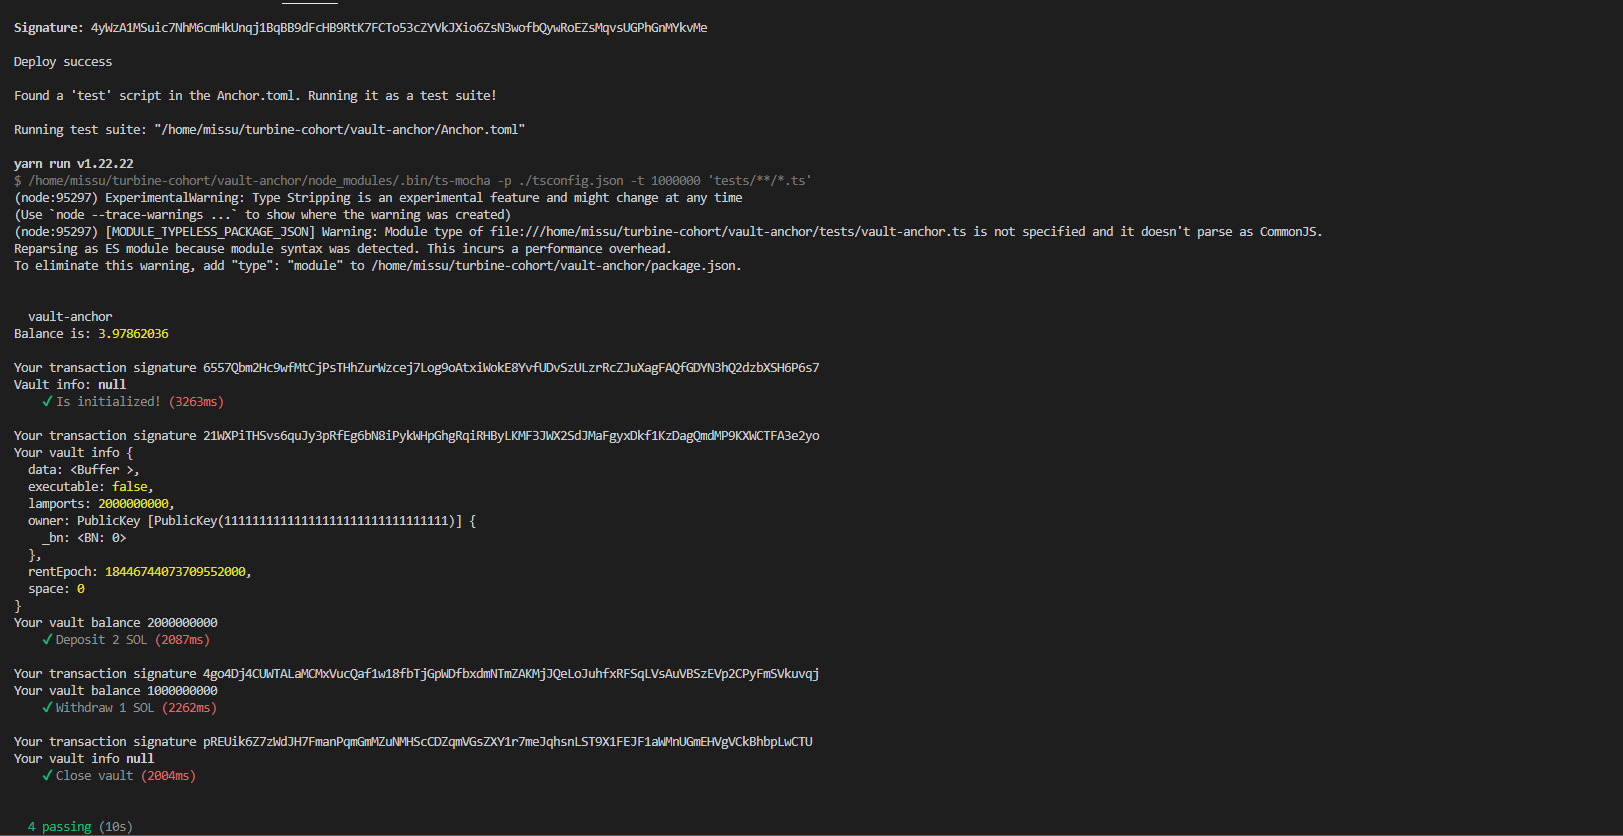 Signature: 4yWzA1MSuic7NhM6cmHkUnqj1BqBB9dFcHB9RtK7FCTo53cZYVkJXio6ZsN3wofbQywRoEZsMqvsUGPhGnMYkvMe
Deploy success
Found a 'test' script in the Anchor.toml. Running it as a test suite!
Running test suite: "/home/missu/turbine-cohort/vault-anchor/Anchor.toml"
yarn run v1.22.22
$ /home/missu/turbine-cohort/vault-anchor/node_modules/.bin/ts-mocha -p ./tsconfig.json -t 1000000 'tests/**/*.ts'
(node:95297) ExperimentalWarning: Type Stripping is an experimental feature and might change at any time
(Use `node --trace-warnings ...` to show where the warning was created)
(node:95297) [MODULE_TYPELESS_PACKAGE_JSON] Warning: Module type of file:///home/missu/turbine-cohort/vault-anchor/tests/vault-anchor.ts is not specified and it doesn't parse as CommonJS.
Reparsing as ES module because module syntax was detected. This incurs a performance overhead.
To eliminate this warning, add "type": "module" to /home/missu/turbine-cohort/vault-anchor/package.json.
vault-anchor
Balance is: 3.97862036
Your transaction signature 6557Qbm2Hc9wfMtCjPsTHhZurWzcej7Log9oAtxiWokE8YvfUDvSzULzrRcZJuXagFAQfGDYN3hQ2dzbXSH6P6s7
Vault info: null
✓ Is initialized! (3263ms)
Your transaction signature 21WXPiTHSvs6quJy3pRfEg6bN8iPykWHpGhgRqiRHByLKMF3JWX2SdJMaFgyxDkf1KzDagQmdMP9KXWCTFA3e2yo
Your vault info {
data: <Buffer >,
executable: false,
lamports: 2000000000,
owner: PublicKey [PublicKey(11111111111111111111111111111111)] {
_bn: <BN: 0>
},
rentEpoch: 18446744073709552000,
space: 0
}
Your vault balance 2000000000
✓ Deposit 2 SOL (2087ms)
Your transaction signature 4go4Dj4CUWTALaMCMxVucQaf1w18fbTjGpWDfbxdmNTmZAKMjJQeLoJuhfxRFSqLVsAuVBSzEVp2CPyFmSVkuvqj
Your vault balance 1000000000
✓ Withdraw 1 SOL (2262ms)
Your transaction signature pREUik6Z7zWdJH7FmanPqmGmMZuNMHScCDZqmVGsZXY1r7meJqhsnLST9X1FEJF1aWMnUGmEHVgVCkBhbpLwCTU
Your vault info null
✓ Close vault (2004ms)
4 passing (10s)